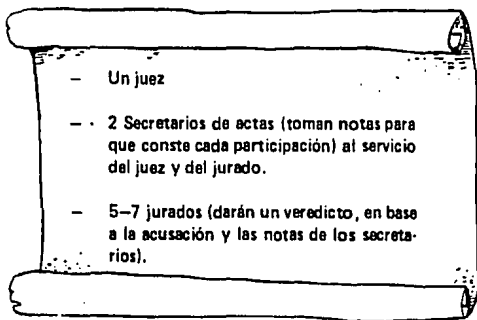 – Un juez
– · 2 Secretarios de actas (toman notas para
que conste cada participación) al servicio
del juez y del jurado.
– 5–7 jurados (darán un veredicto, en base
a la acusación y las notas de los secreta-
rios).